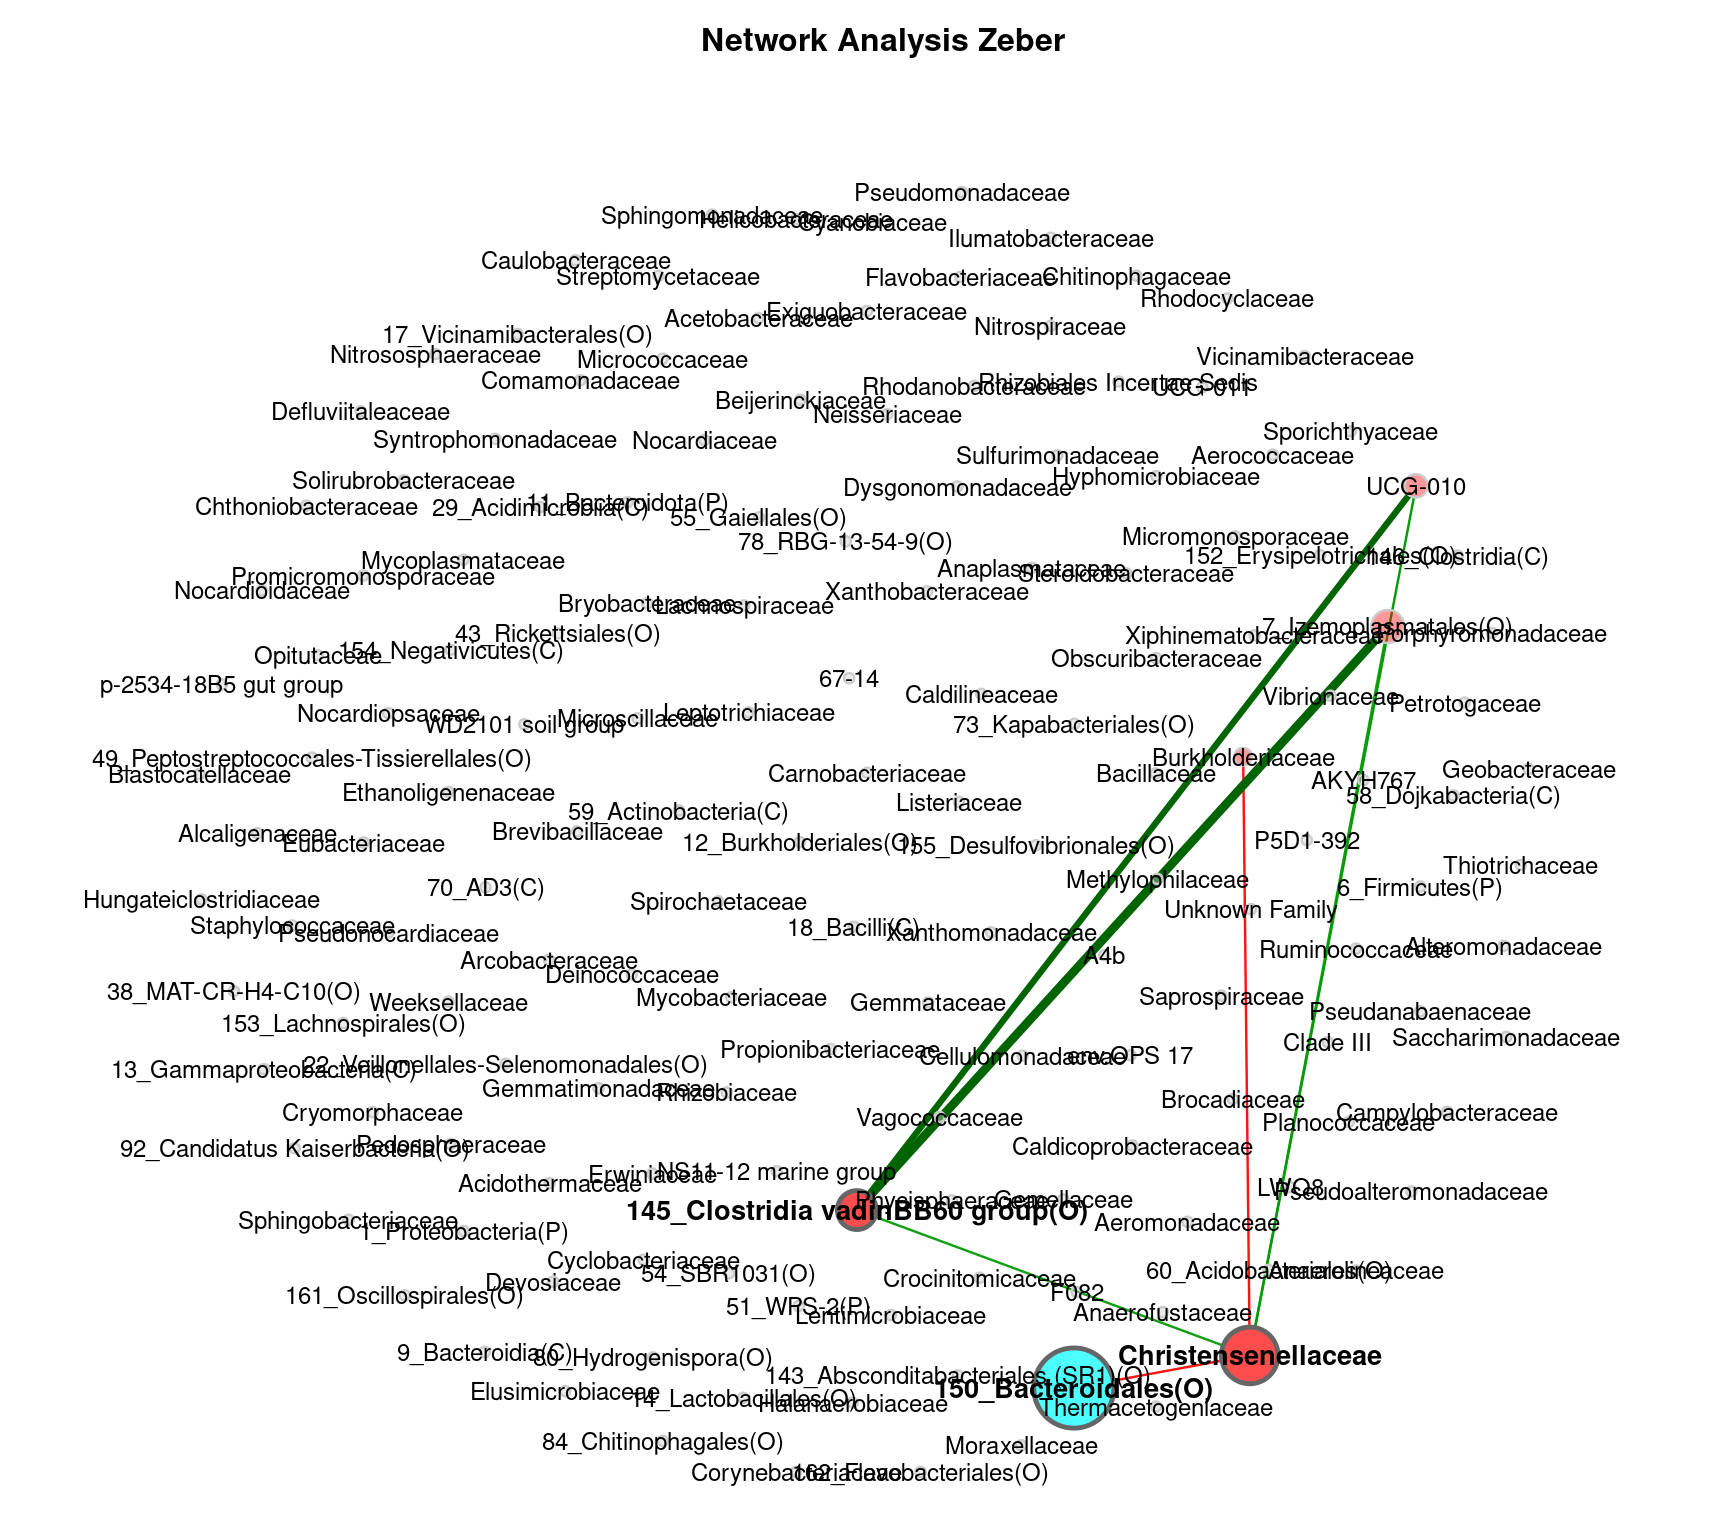 Network Analysis Zeber
Pseudomonadaceae
Sphingomonadaceae
Helicobacteraceae
Cyanobiaceae
Ilumatobacteraceae
Caulobacteraceae
Streptomycetaceae
Flavobacteriaceae
Chitinophagaceae
Rhodocyclaceae
Exiguobacteraceae
Acetobacteraceae
Nitrospiraceae
17_Vicinamibacterales(O)
Nitrososphaeraceae
Micrococcaceae
Vicinamibacteraceae
Comamonadaceae
Rhodanobacteraceae
Rhizobiales Incertae Sedis
UCG-011
Beijerinckiaceae
Neisseriaceae
Defluviitaleaceae
Syntrophomonadaceae
Nocardiaceae
Sporichthyaceae
Sulfurimonadaceae
Aerococcaceae
Solirubrobacteraceae
Hyphomicrobiaceae
Dysgonomonadaceae
UCG-010
Chthoniobacteraceae
29_Acidimicrobiia(C)
11_Bacteroidota(P)
55_Gaiellales(O)
78_RBG-13-54-9(O)
Micromonosporaceae
152_Erysipelotrichales(O)
146_Clostridia(C)
Mycoplasmataceae
Promicromonosporaceae
Anaplasmataceae
Steroidobacteraceae
Nocardioidaceae
Xanthobacteraceae
Bryobacteraceae
Lachnospiraceae
43_Rickettsiales(O)
7_Izemoplasmatales(O)
Xiphinematobacteraceae
Porphyromonadaceae
Opitutaceae
154_Negativicutes(C)
Obscuribacteraceae
p-2534-18B5 gut group
67-14
Caldilineaceae
Vibrionaceae
Petrotogaceae
Nocardiopsaceae
WD2101 soil group
Microscillaceae
Leptotrichiaceae
73_Kapabacteriales(O)
49_Peptostreptococcales-Tissierellales(O)
Burkholderiaceae
Blastocatellaceae
Carnobacteriaceae
Bacillaceae
AKYH767
Geobacteraceae
Ethanoligenenaceae
58_Dojkabacteria(C)
Listeriaceae
59_Actinobacteria(C)
Alcaligenaceae
Eubacteriaceae
Brevibacillaceae
12_Burkholderiales(O)
155_Desulfovibrionales(O)
P5D1-392
Thiotrichaceae
Methylophilaceae
70_AD3(C)
6_Firmicutes(P)
Hungateiclostridiaceae
Spirochaetaceae
Unknown Family
Staphylococcaceae
Pseudonocardiaceae
18_Bacilli(C)
Xanthomonadaceae
Ruminococcaceae
Alteromonadaceae
A4b
Arcobacteraceae
Deinococcaceae
38_MAT-CR-H4-C10(O)
Weeksellaceae
Mycobacteriaceae
Gemmataceae
Saprospiraceae
Pseudanabaenaceae
153_Lachnospirales(O)
Clade III
Saccharimonadaceae
Propionibacteriaceae
Cellulomonadaceae
env.OPS 17
13_Gammaproteobacteria(C)
22_Veillonellales-Selenomonadales(O)
Gemmatimonadaceae
Rhizobiaceae
Cryomorphaceae
Vagococcaceae
Brocadiaceae
Planococcaceae
Campylobacteraceae
92_Candidatus Kaiserbacteria(O)
Pedosphaeraceae
Caldicoprobacteraceae
Acidothermaceae
Erwiniaceae
NS11-12 marine group
LWQ8
Pseudoalteromonadaceae
Phycisphaeraceae
Gemellaceae
145_Clostridia vadinBB60 group(O)
Sphingobacteriaceae
1_Proteobacteria(P)
Aeromonadaceae
Cyclobacteriaceae
54_SBR1031(O)
Devosiaceae
Crocinitomicaceae
60_Acidobacteriales(O)
Anaerolineaceae
161_Oscillospirales(O)
F082
51_WPS-2(P)
Lentimicrobiaceae
Anaerofustaceae
9_Bacteroidia(C)
80_Hydrogenispora(O)
Christensenellaceae
143_Absconditabacteriales (SR1)(O)
150_Bacteroidales(O)
Elusimicrobiaceae
14_Lactobacillales(O)
Halanaerobiaceae
Thermacetogeniaceae
84_Chitinophagales(O)
Moraxellaceae
Corynebacteriaceae
162_Flavobacteriales(O)